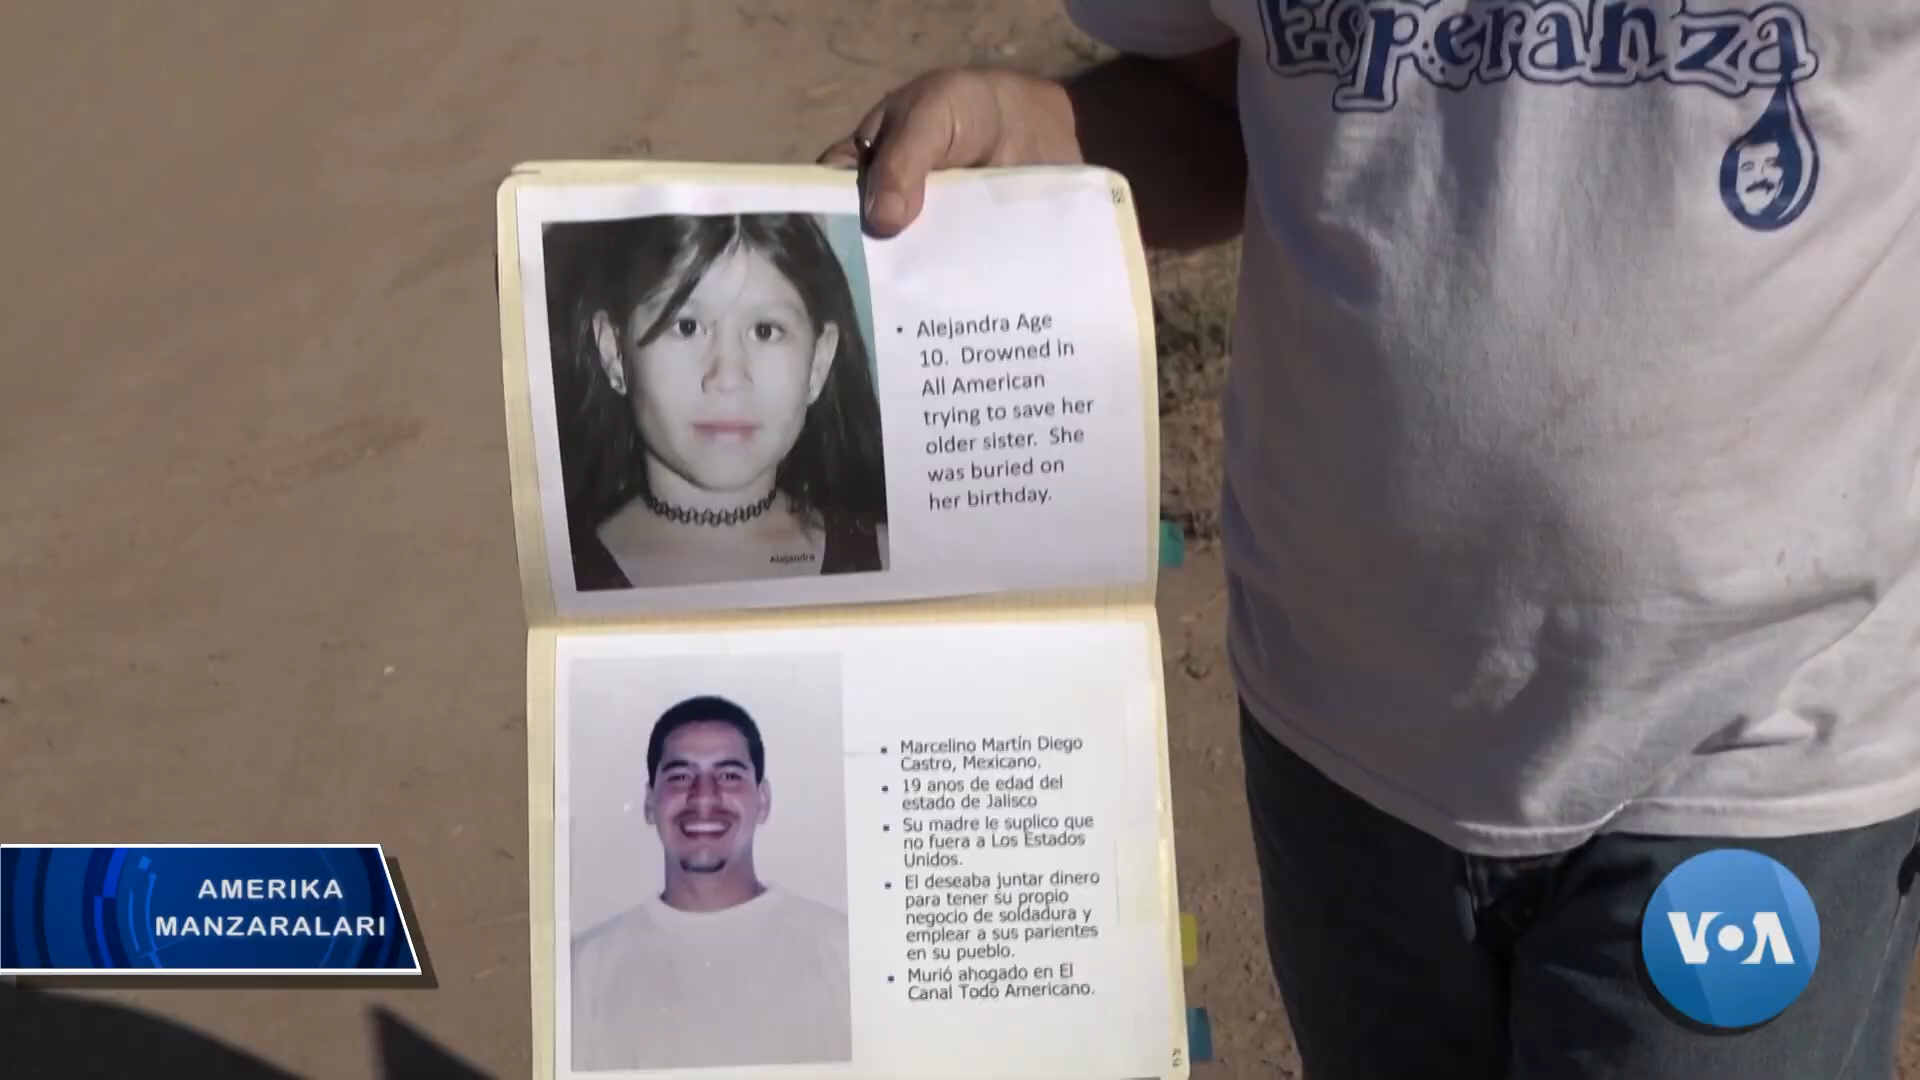 Esperanza
Alejandra Age
10. Drowned in
All American
trying to save her
older sister. She
was buried on
her birthday.
Alejandra
Marcelino Martín Diego
Castro, Mexicano.
19 anos de edad del
estado de Jalisco
Su madre le suplico que
no fuera a Los Estados
Unidos.
El deseaba juntar dinero
para tener su propio
negocio de soldadura y
emplear a sus parientes
en su pueblo.
Murió ahogado en El
Canal Todo Americano.
AMERIKA
MANZARALARI
VOA